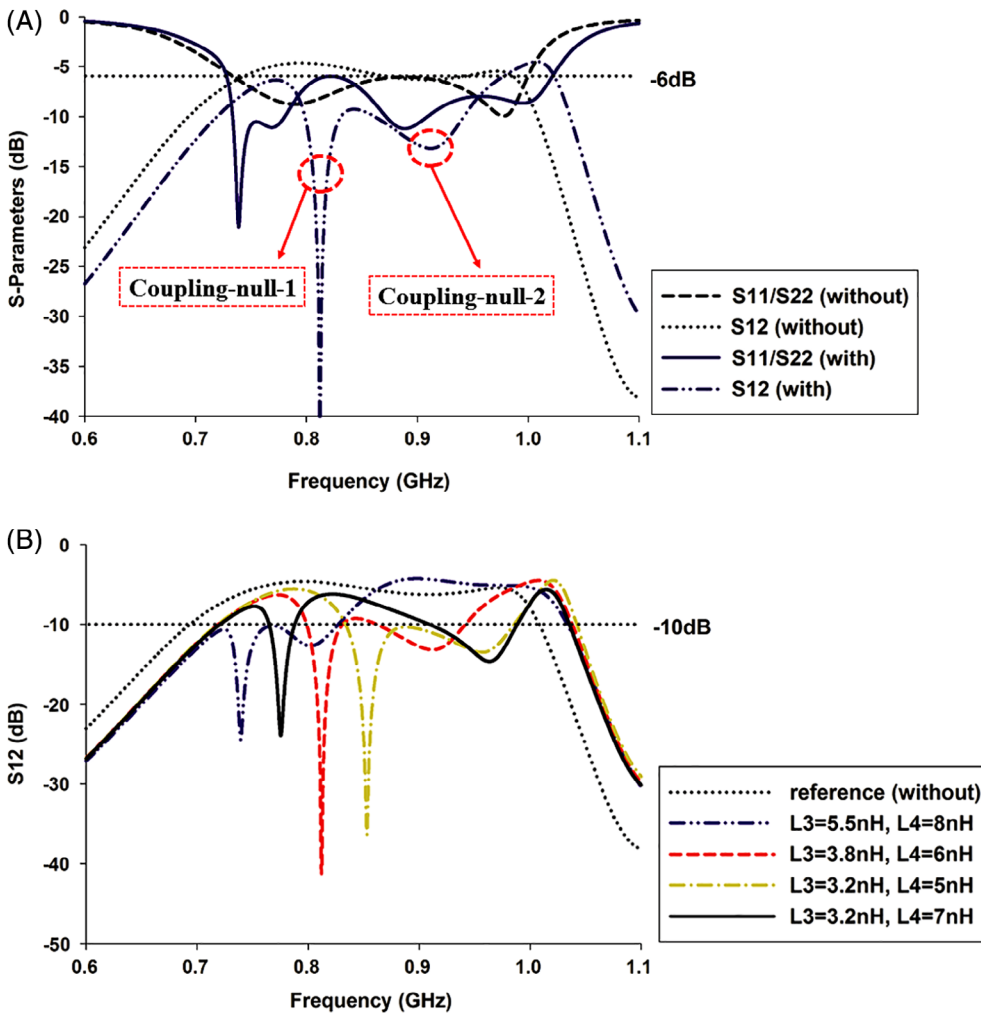 (A)
0
-5
-10
-15
-20
-25
-30
-35
-40
S-Parameters (dB)
-6dB
Coupling-null-1
Coupling-null-2
S11/S22 (without)
S12 (without)
S11/S22 (with)
S12 (with)
0.6 0.7 0.8 0.9 1.0 1.1
Frequency (GHz)
(B)
0
-10
-20
-30
-40
-50
S12 (dB)
-10dB
reference (without)
L3=5.5nH, L4=8nH
L3=3.8nH, L4=6nH
L3=3.2nH, L4=5nH
L3=3.2nH, L4=7nH
0.6 0.7 0.8 0.9 1.0 1.1
Frequency (GHz)